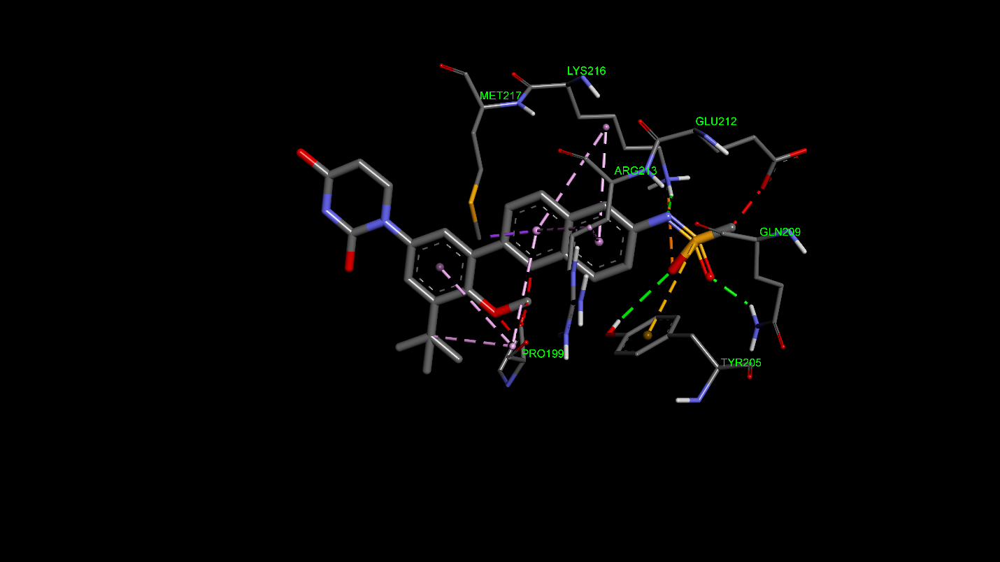 LYS216
MET217
GLU212
ARG213
GLN209
PRO199
TYR205